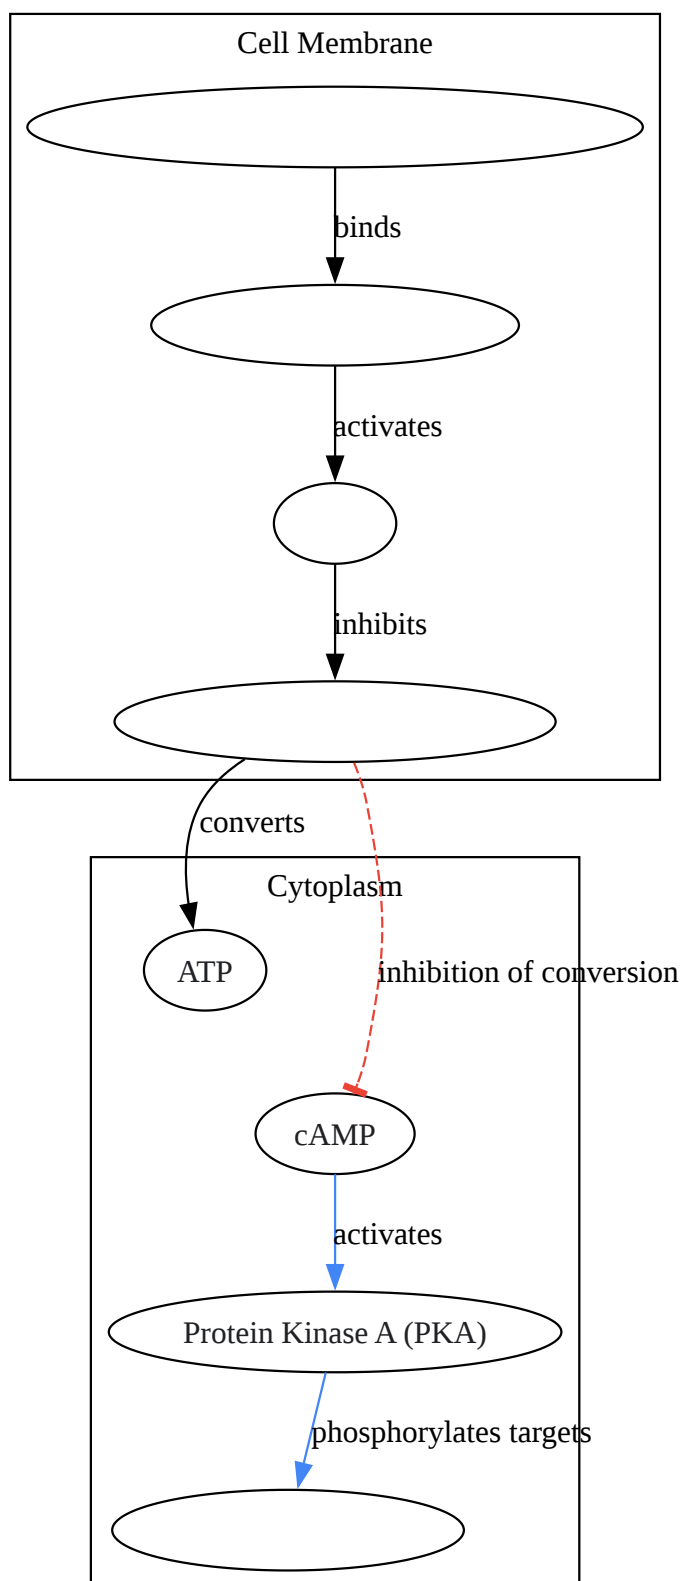 Cell Membrane
binds
activates
inhibits
converts
Cytoplasm
ATP
inhibition of conversion
cAMP
activates
Protein Kinase A (PKA)
phosphorylates targets